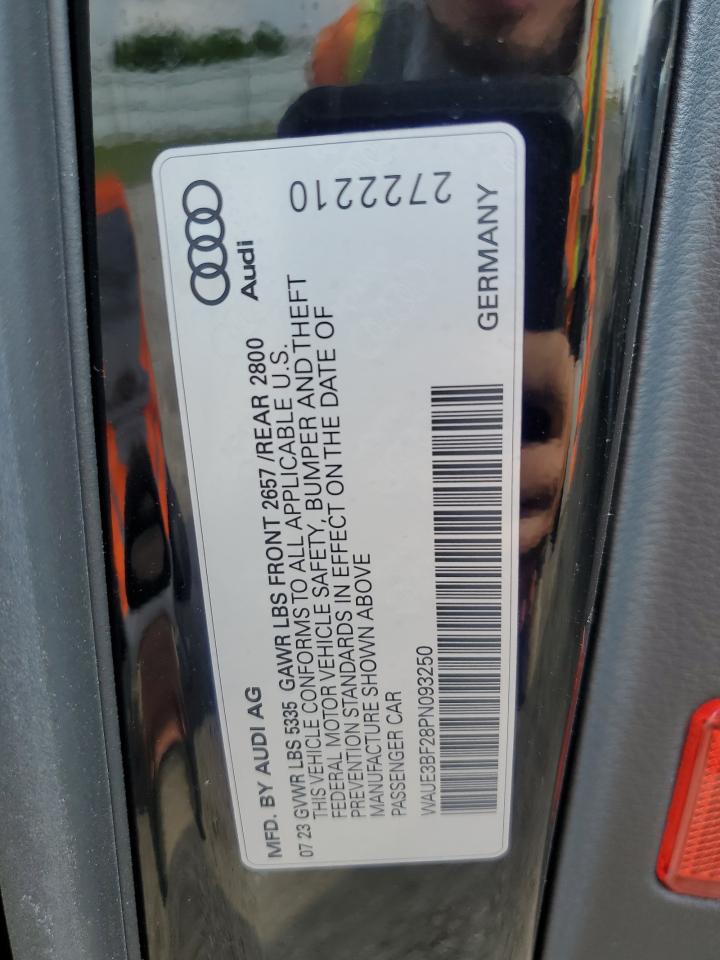 MFD. BY AUDI AG
07 23 GVWR LBS 5335 GAWR LBS FRONT 2657 /REAR 2800
THIS VEHICLE CONFORMS TO ALL APPLICABLE U.S.
FEDERAL MOTOR VEHICLE SAFETY, BUMPER AND THEFT
PREVENTION STANDARDS IN EFFECT ON THE DATE OF
MANUFACTURE SHOWN ABOVE
PASSENGER CAR
WAUE3BF28PN093250
Audi
2722210
GERMANY